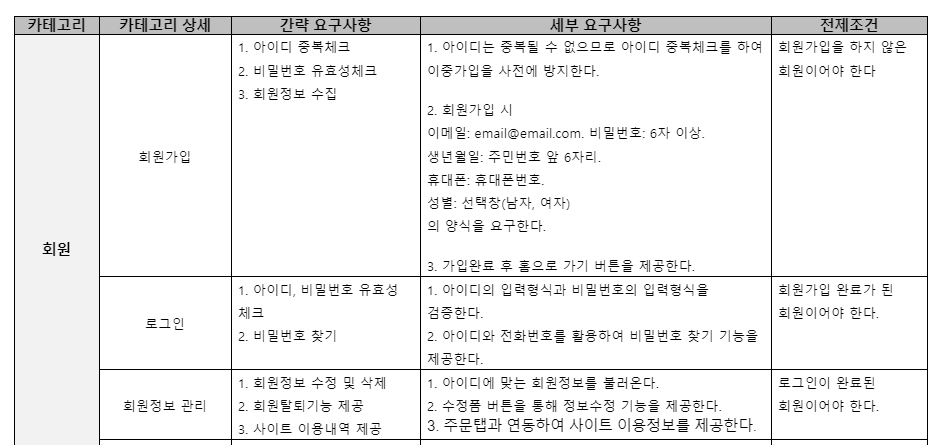 카테고리 카테고리 상세 간략 요구사항 세부 요구사항 전제조건
회원
회원가입
1. 아이디 중복체크
2. 비밀번호 유효성체크
3. 회원정보 수집
1. 아이디는 중복될 수 없으므로 아이디 중복체크를 하여
이중가입을 사전에 방지한다.
2. 회원가입 시
이메일: email@email.com. 비밀번호: 6자 이상.
생년월일: 주민번호 앞 6자리.
휴대폰: 휴대폰번호.
성별: 선택창(남자, 여자)
의 양식을 요구한다.
3. 가입완료 후 홈으로 가기 버튼을 제공한다.
회원가입을 하지 않은
회원이어야 한다
로그인
1. 아이디, 비밀번호 유효성
체크
2. 비밀번호 찾기
1. 아이디의 입력형식과 비밀번호의 입력형식을
검증한다.
2. 아이디와 전화번호를 활용하여 비밀번호 찾기 기능을
제공한다.
회원가입 완료가 된
회원이어야 한다.
회원정보 관리
1. 회원정보 수정 및 삭제
2. 회원탈퇴기능 제공
3. 사이트 이용내역 제공
1. 아이디에 맞는 회원정보를 불러온다.
2. 수정폼 버튼을 통해 정보수정 기능을 제공한다.
3. 주문탭과 연동하여 사이트 이용정보를 제공한다.
로그인이 완료된
회원이어야 한다.